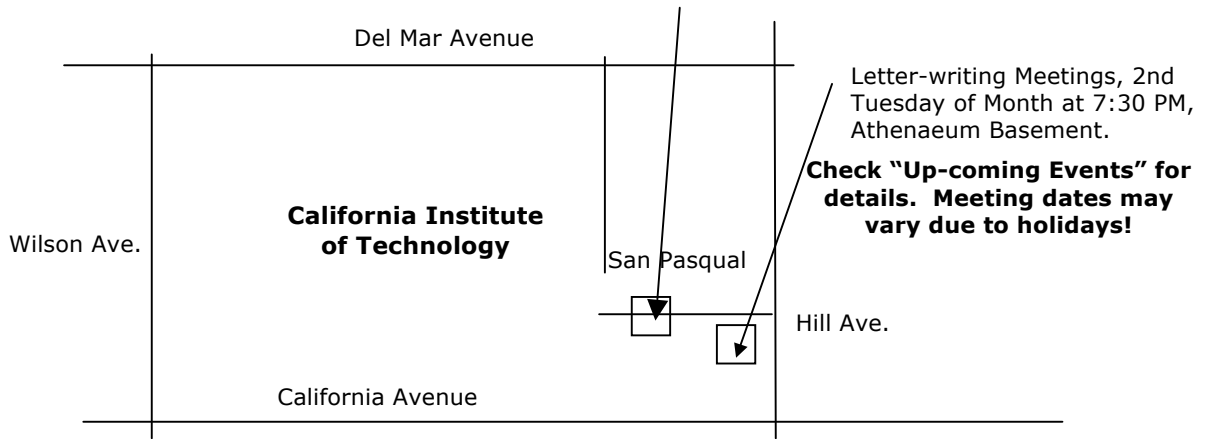 Del Mar Avenue
Letter-writing Meetings, 2nd
Tuesday of Month at 7:30 PM,
Athenaeum Basement.
Check “Up-coming Events” for
details.  Meeting dates may
vary due to holidays!
California Institute
of Technology
Wilson Ave.
San Pasqual
Hill Ave.
California Avenue